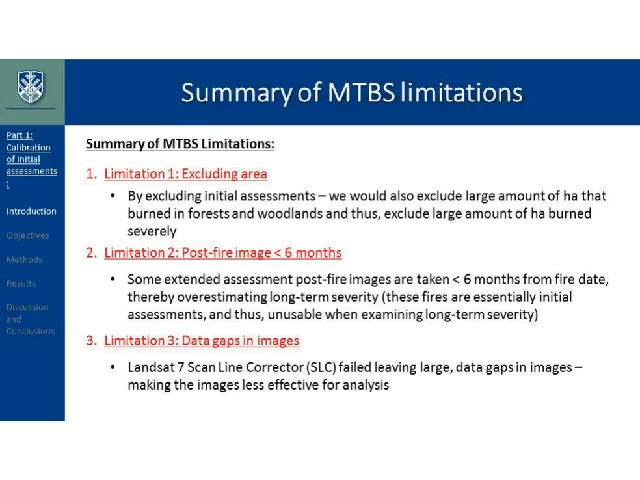 Summary of MTBS limitations
Part 1:
Calibration
of initial
assessments
:
Introduction
Objectives
Methods
Results
Discussion
and
Conclusions
Summary of MTBS Limitations:
1. Limitation 1: Excluding area
• By excluding initial assessments – we would also exclude large amount of ha that
burned in forests and woodlands and thus, exclude large amount of ha burned
severely
2. Limitation 2: Post-fire image < 6 months
• Some extended assessment post-fire images are taken < 6 months from fire date,
thereby overestimating long-term severity (these fires are essentially initial
assessments, and thus, unusable when examining long-term severity)
3. Limitation 3: Data gaps in images
• Landsat 7 Scan Line Corrector (SLC) failed leaving large, data gaps in images –
making the images less effective for analysis